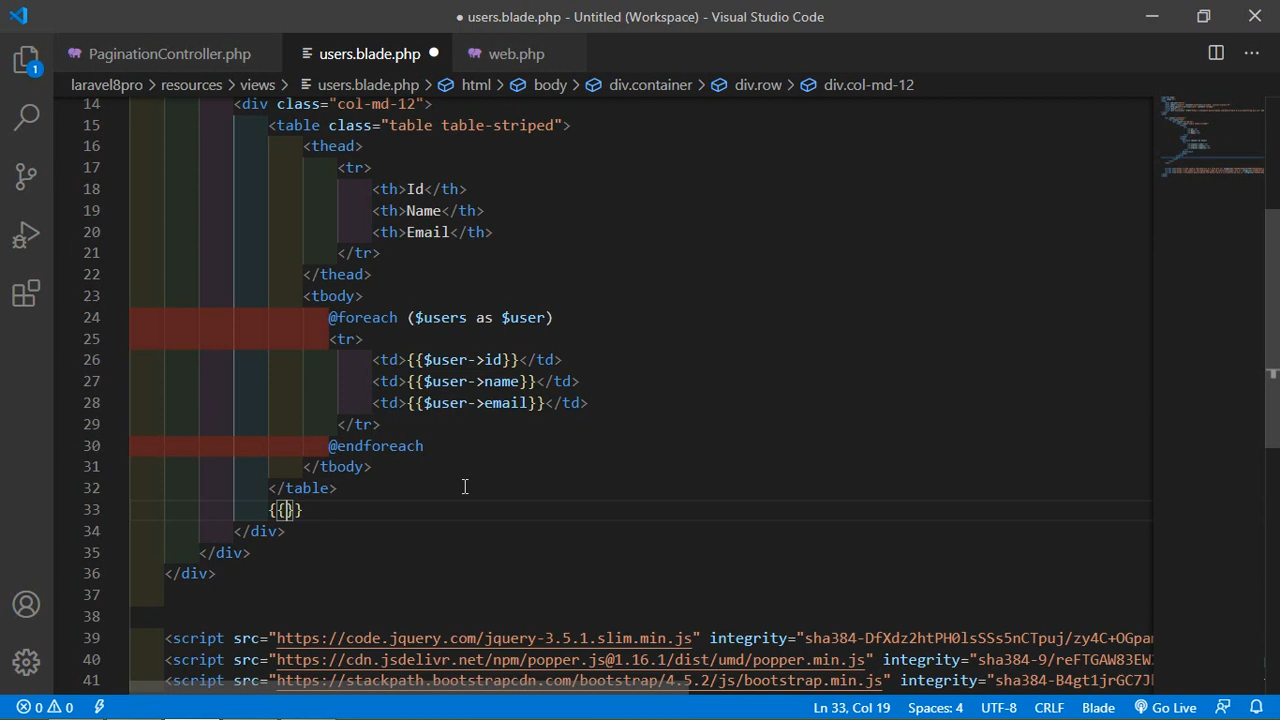 ● users.blade.php - Untitled (Workspace) - Visual Studio Code
PaginationController.php
users.blade.php ●
web.php
laravel8pro > resources > views > users.blade.php > html > body > div.container > div.row > div.col-md-12
14 <div class="col-md-12">
15 <table class="table table-striped">
16 <thead>
17 <tr>
18 <th>Id</th>
19 <th>Name</th>
20 <th>Email</th>
21 </tr>
22 </thead>
23 <tbody>
24 @foreach ($users as $user)
25 <tr>
26 <td>{{$user->id}}</td>
27 <td>{{$user->name}}</td>
28 <td>{{$user->email}}</td>
29 </tr>
30 @endforeach
31 </tbody>
32 </table>
33 {{}}
34 </div>
35 </div>
36 </div>
37
38
39 <script src="https://code.jquery.com/jquery-3.5.1.slim.min.js" integrity="sha384-DfXdz2htPH0lsSSs5nCTpuj/zy4C+OGpam
40 <script src="https://cdn.jsdelivr.net/npm/popper.js@1.16.1/dist/umd/popper.min.js" integrity="sha384-9/reFTGAW83EW2
41 <script src="https://stackpath.bootstrapcdn.com/bootstrap/4.5.2/js/bootstrap.min.js" integrity="sha384-B4gt1jrGC7J
1
0 0
Ln 33, Col 19
Spaces: 4
UTF-8
CRLF
Blade
Go Live